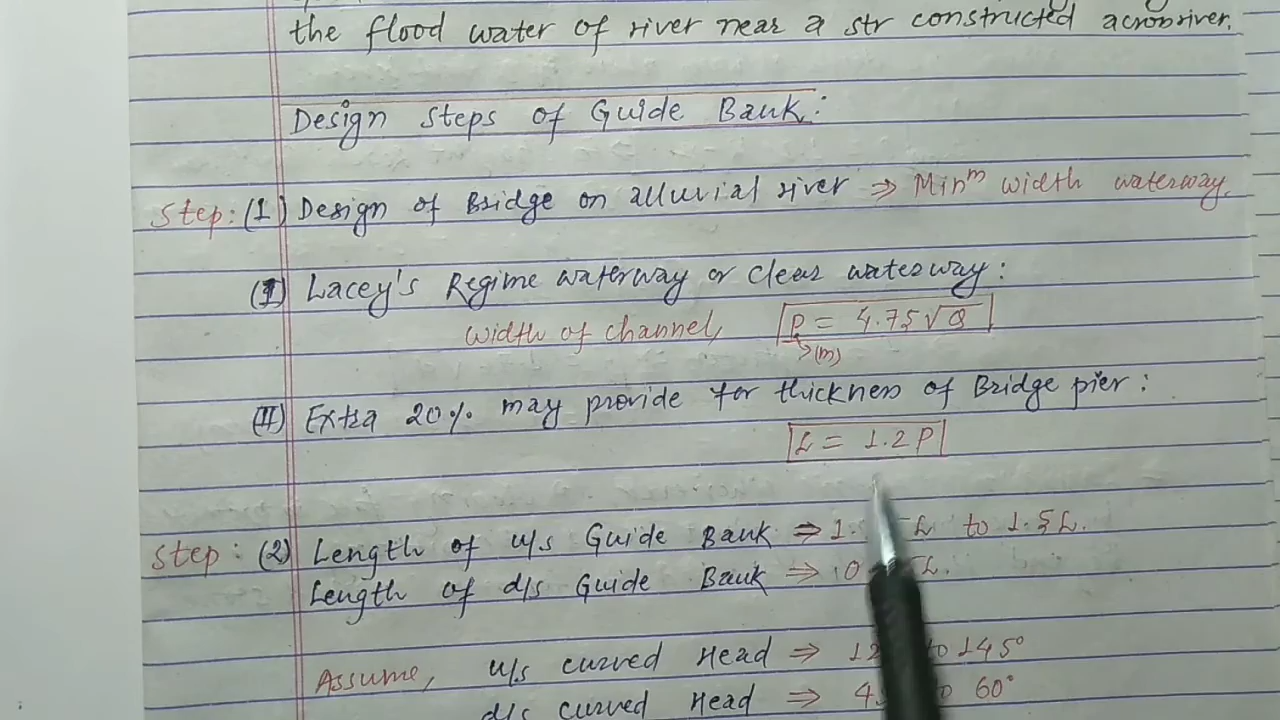 the flood water of river near a str constructed across river.
Design Steps of Guide Bank:
Step: (1) Design of Bridge on alluvial river ⇒ Minᵐ width waterway.
(I) Lacey's Regime waterway or Clear waterway:
width of channel, P = 4.75√Q
→(m)
(II) Extra 20% may provide for thickness of Bridge pier:
L = 1.2 P
Step: (2) Length of u/s Guide Bank ⇒ L to 1.5L.
Length of d/s Guide Bank ⇒ L.
Assume, u/s curved Head ⇒ to 145°
d/s curved Head ⇒ 60°